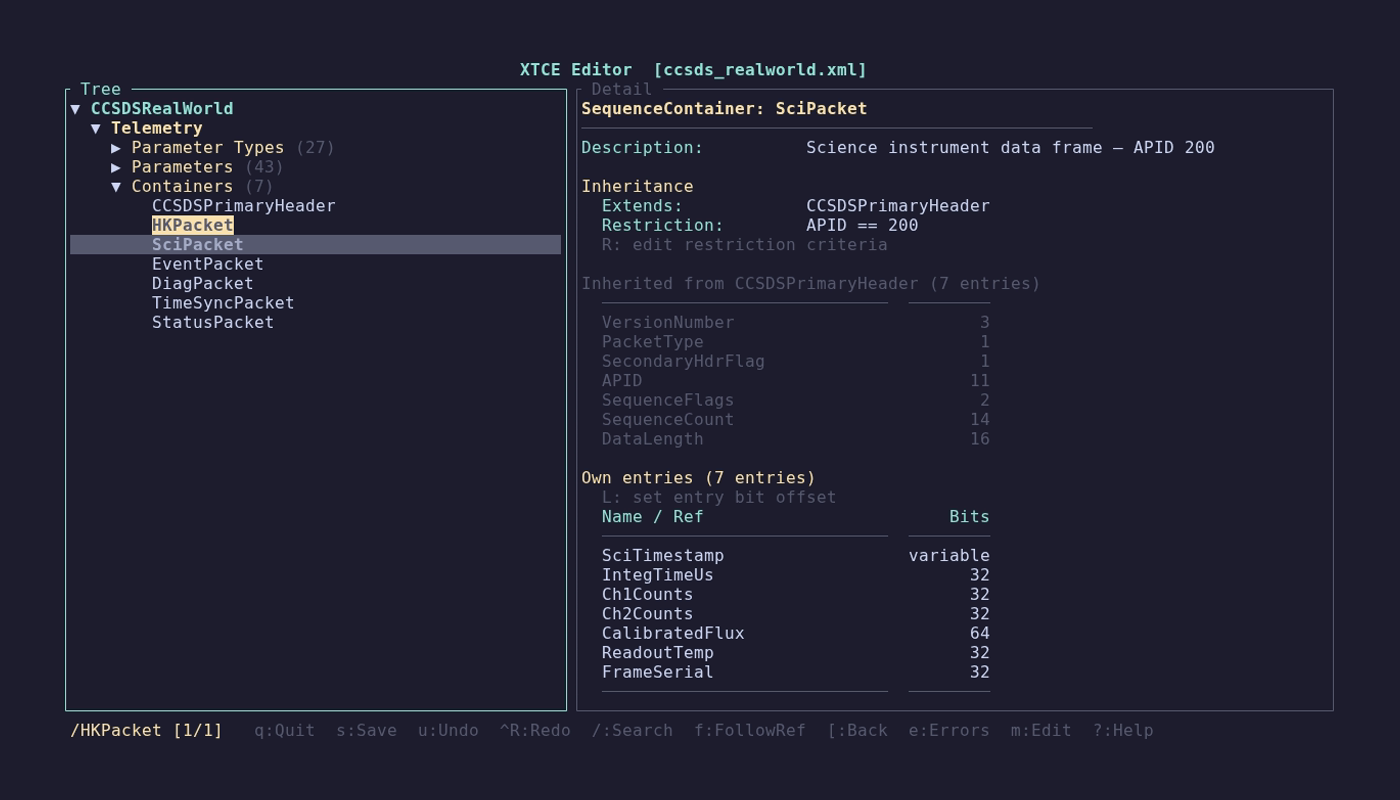 XTCE Editor  [ccsds_realworld.xml]
Tree
▼ CCSDSRealWorld
▼ Telemetry
▶ Parameter Types (27)
▶ Parameters (43)
▼ Containers (7)
CCSDSPrimaryHeader
HKPacket
SciPacket
EventPacket
DiagPacket
TimeSyncPacket
StatusPacket
Detail
SequenceContainer: SciPacket
Description: Science instrument data frame — APID 200
Inheritance
Extends: CCSDSPrimaryHeader
Restriction: APID == 200
R: edit restriction criteria
Inherited from CCSDSPrimaryHeader (7 entries)
VersionNumber 3
PacketType 1
SecondaryHdrFlag 1
APID 11
SequenceFlags 2
SequenceCount 14
DataLength 16
Own entries (7 entries)
L: set entry bit offset
Name / Ref Bits
SciTimestamp variable
IntegTimeUs 32
Ch1Counts 32
Ch2Counts 32
CalibratedFlux 64
ReadoutTemp 32
FrameSerial 32
/HKPacket [1/1]   q:Quit  s:Save  u:Undo  ^R:Redo  /:Search  f:FollowRef  [:Back  e:Errors  m:Edit  ?:Help